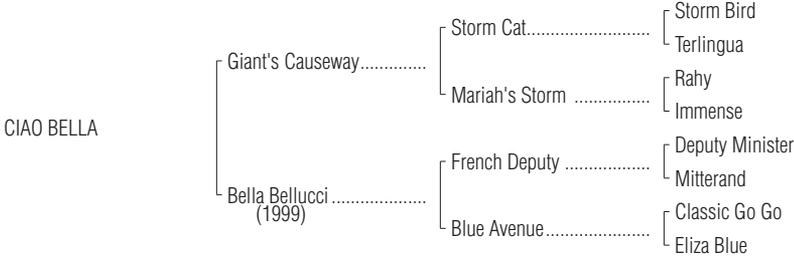 Storm Bird
Storm Cat..........................
Terlingua
Giant's Causeway..............
Rahy
Mariah's Storm ................
Immense
CIAO BELLA
Deputy Minister
French Deputy ..................
Mitterand
Bella Bellucci ....................
(1999)
Classic Go Go
Blue Avenue......................
Eliza Blue